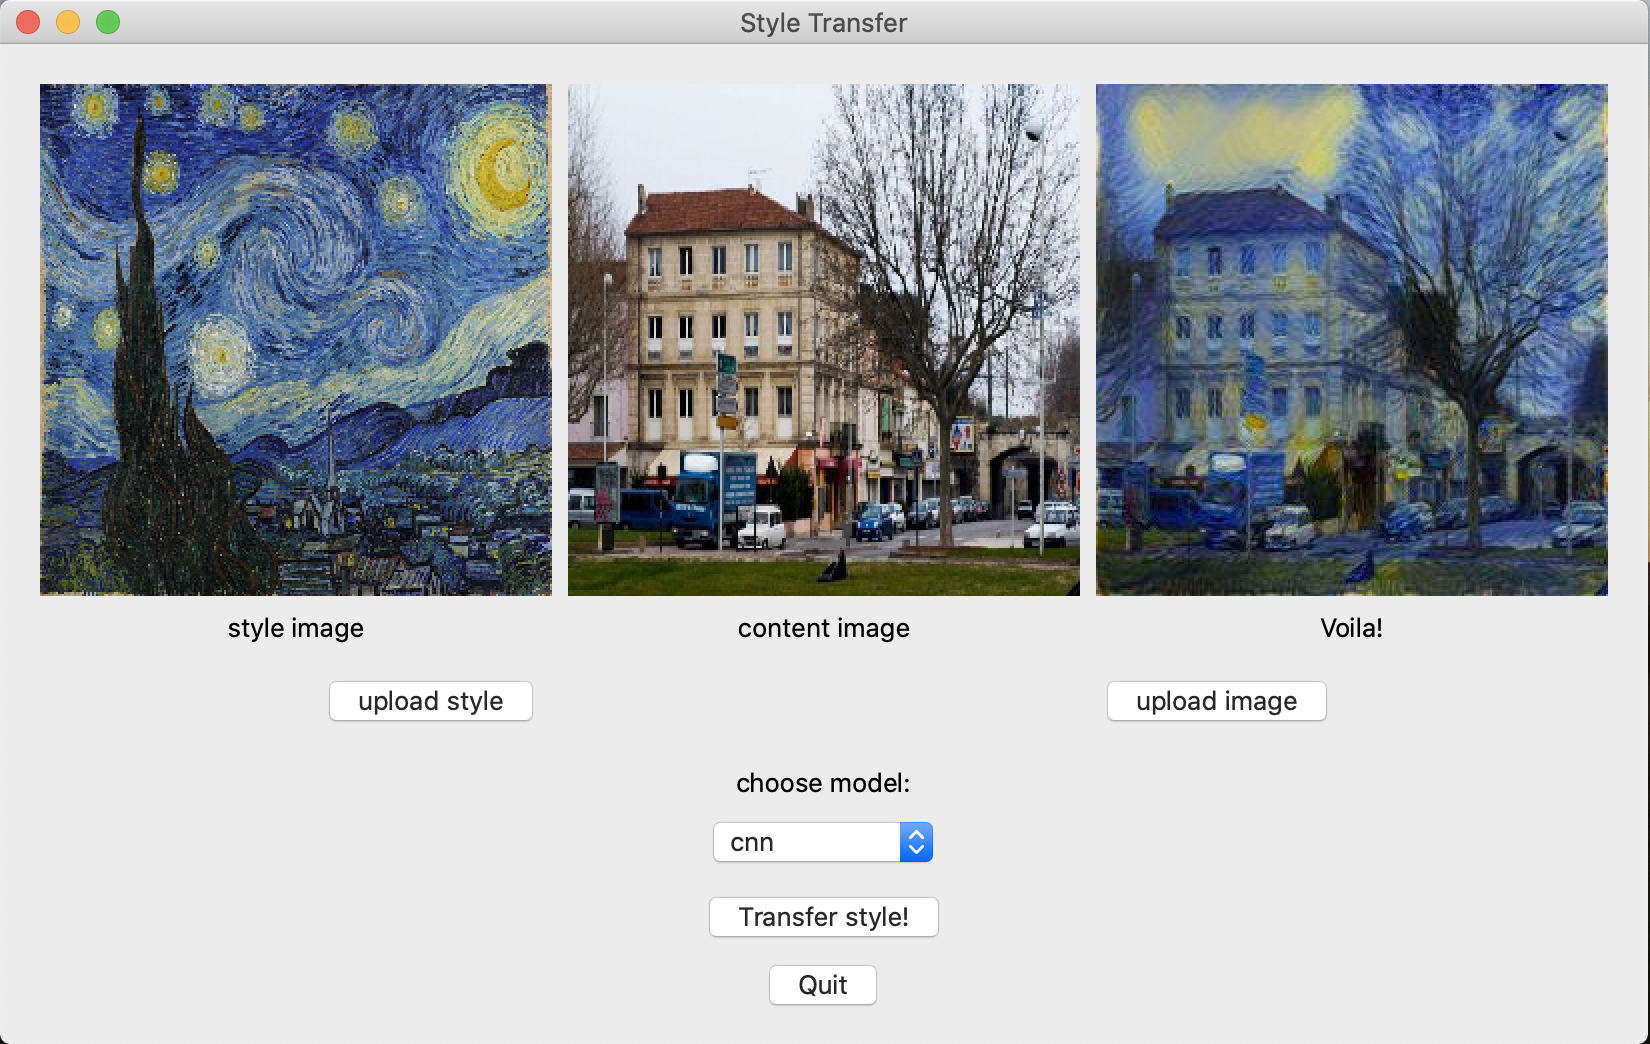 Style Transfer
style image
content image
Voila!
upload style
upload image
choose model:
cnn
Transfer style!
Quit